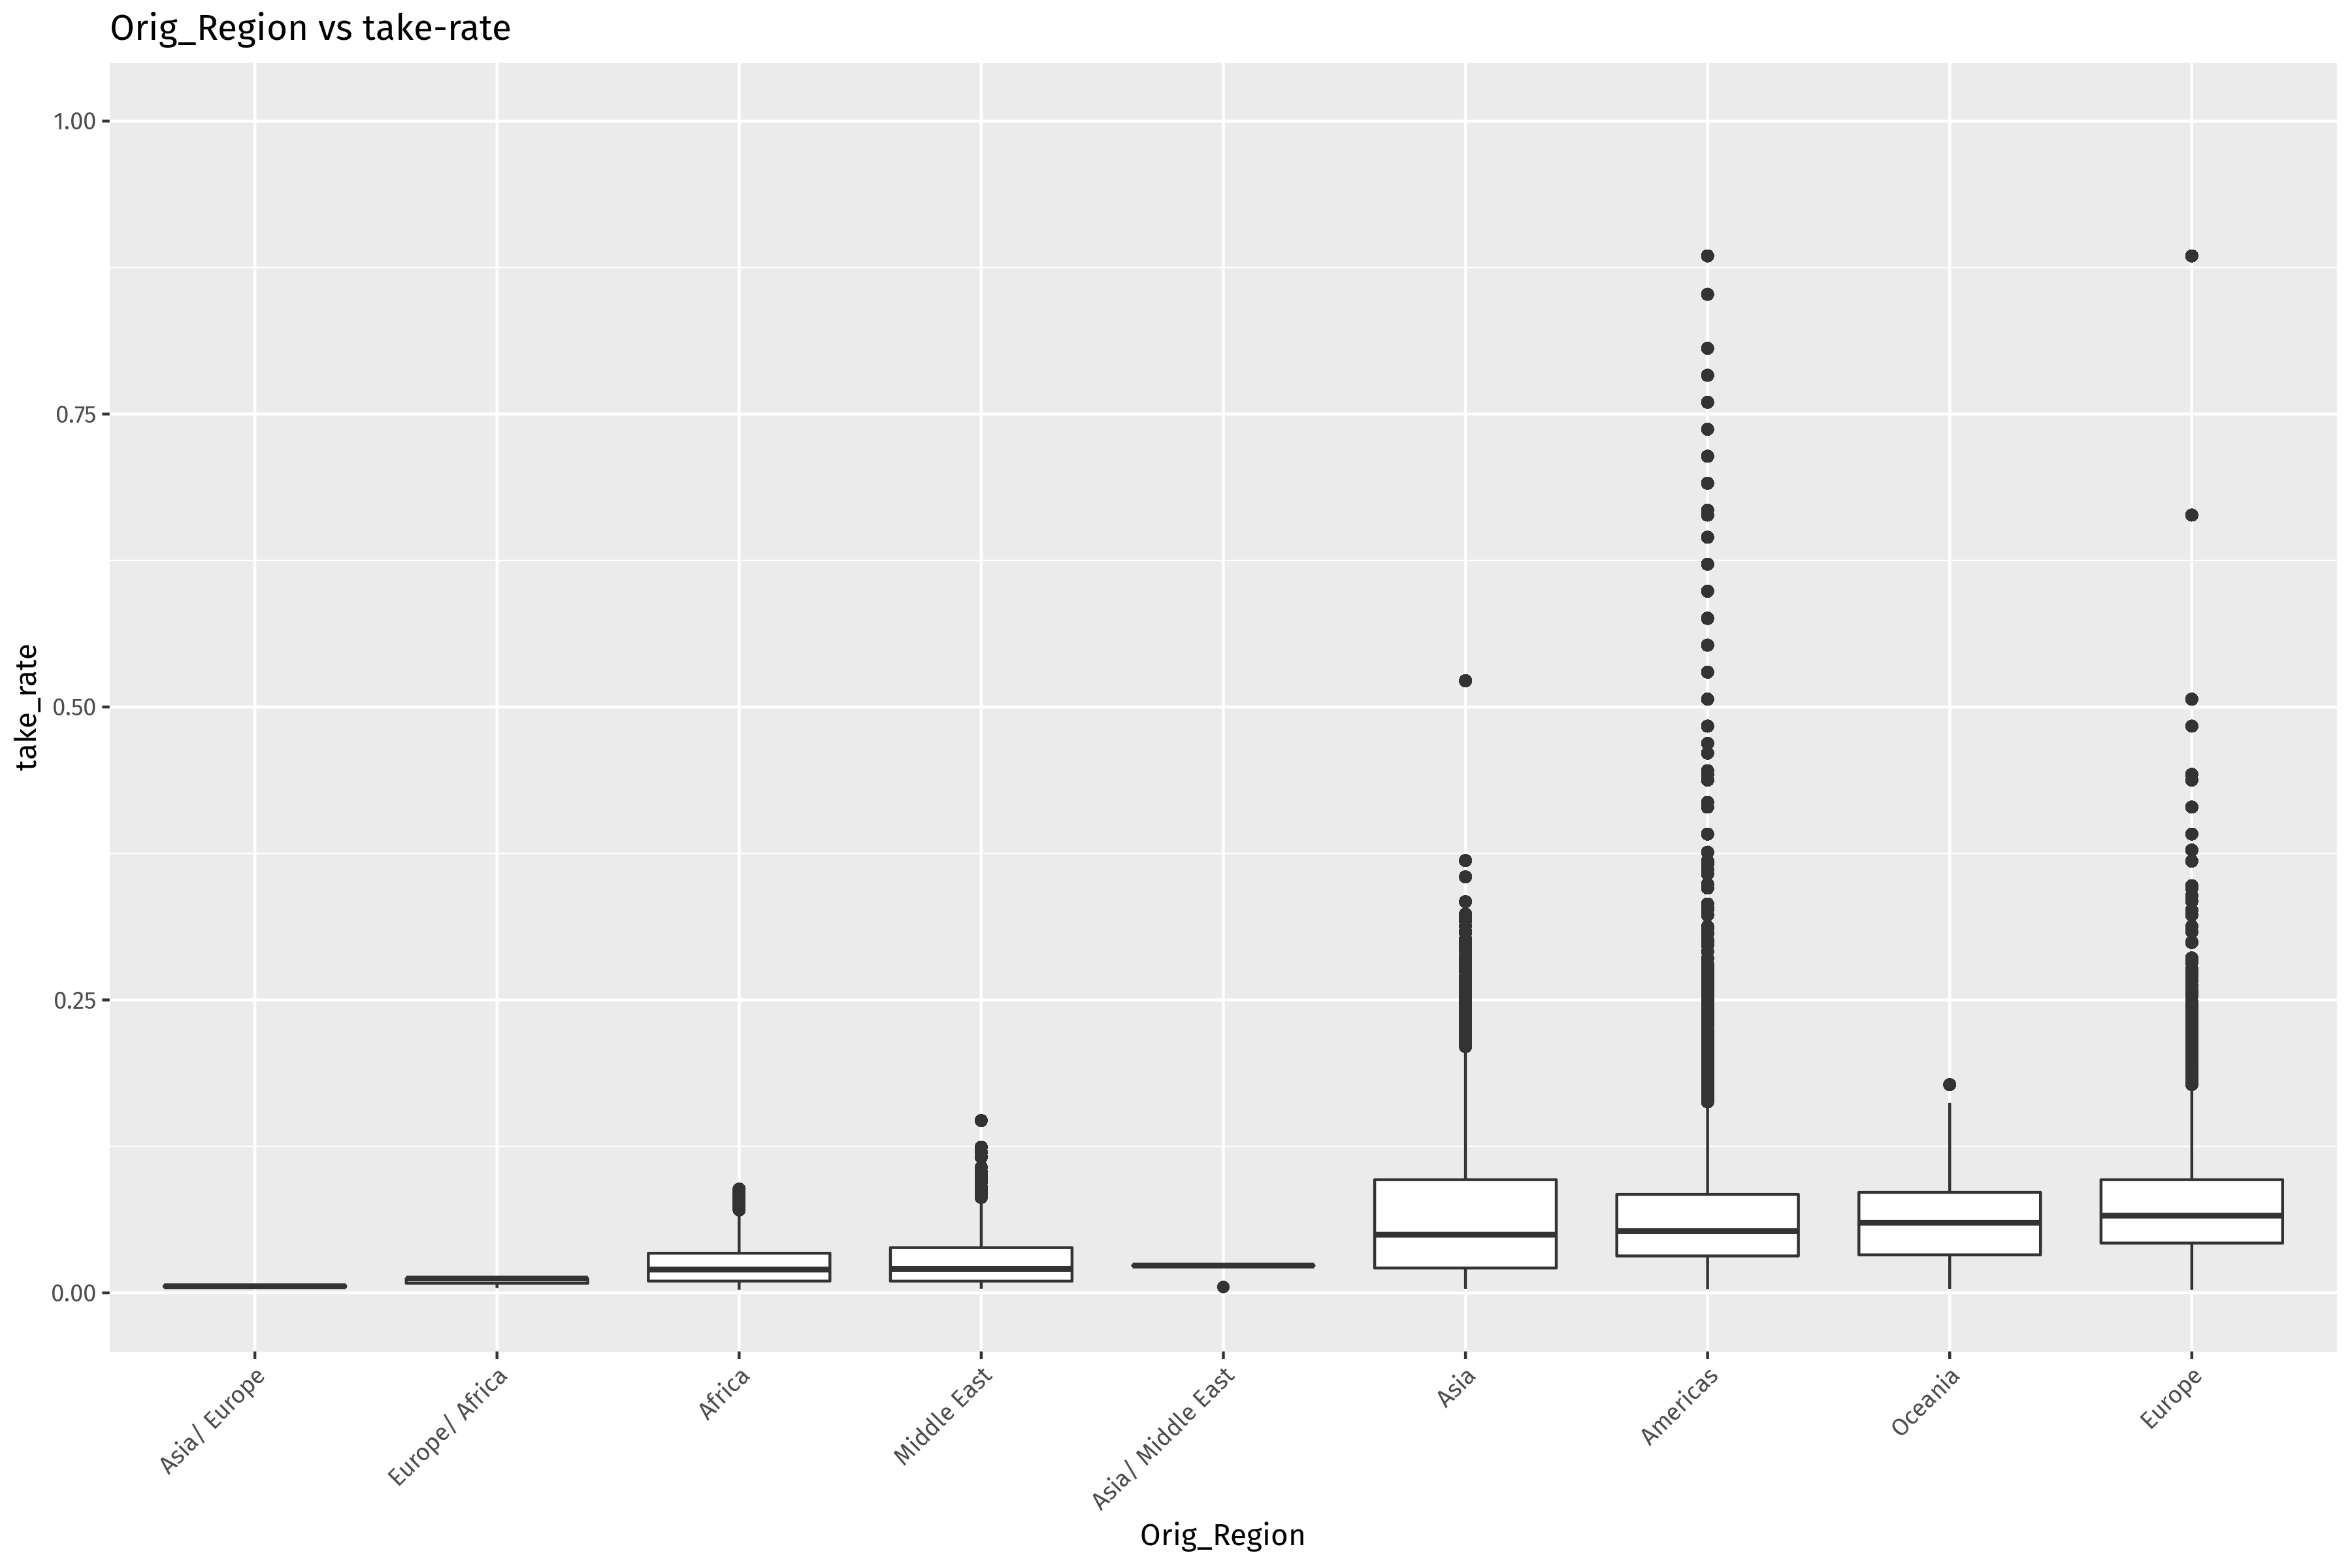 Orig_Region vs take-rate
take_rate
1.00
0.75
0.50
0.25
0.00
Asia/ Europe
Europe/ Africa
Africa
Middle East
Asia/ Middle East
Asia
Americas
Oceania
Europe
Orig_Region